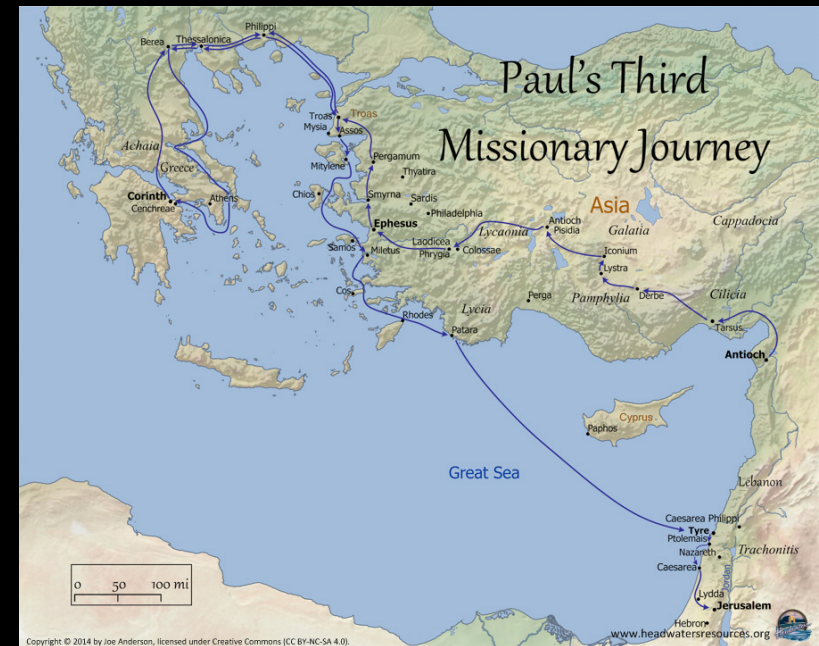 Paul's Third
Missionary Journey
Philippi
Berea
Thessalonica
Troas
Troas
Mysia
Assos
Achaia
Greece
Mitylene
Pergamum
Thyatira
Corinth
Cenchreae
Athens
Chios
Smyrna
Sardis
Philadelphia
Asia
Ephesus
Antioch
Pisidia
Galatia
Cappadocia
Lycaonia
Laodicea
Phrygia
Colossae
Iconium
Samos
Miletus
Lystra
Cos
Lycia
Perga
Pamphylia
Derbe
Cilicia
Rhodes
Patara
Tarsus
Antioch
Cyprus
Paphos
Great Sea
Lebanon
Caesarea Philippi
Tyre
Ptolemais
Nazareth
Trachonitis
Caesarea
Jordan
0 50 100 mi
Lydda
Jerusalem
Hebron
www.headwatersresources.org
Copyright © 2014 by Joe Anderson, licensed under Creative Commons (CC BY-NC-SA 4.0).